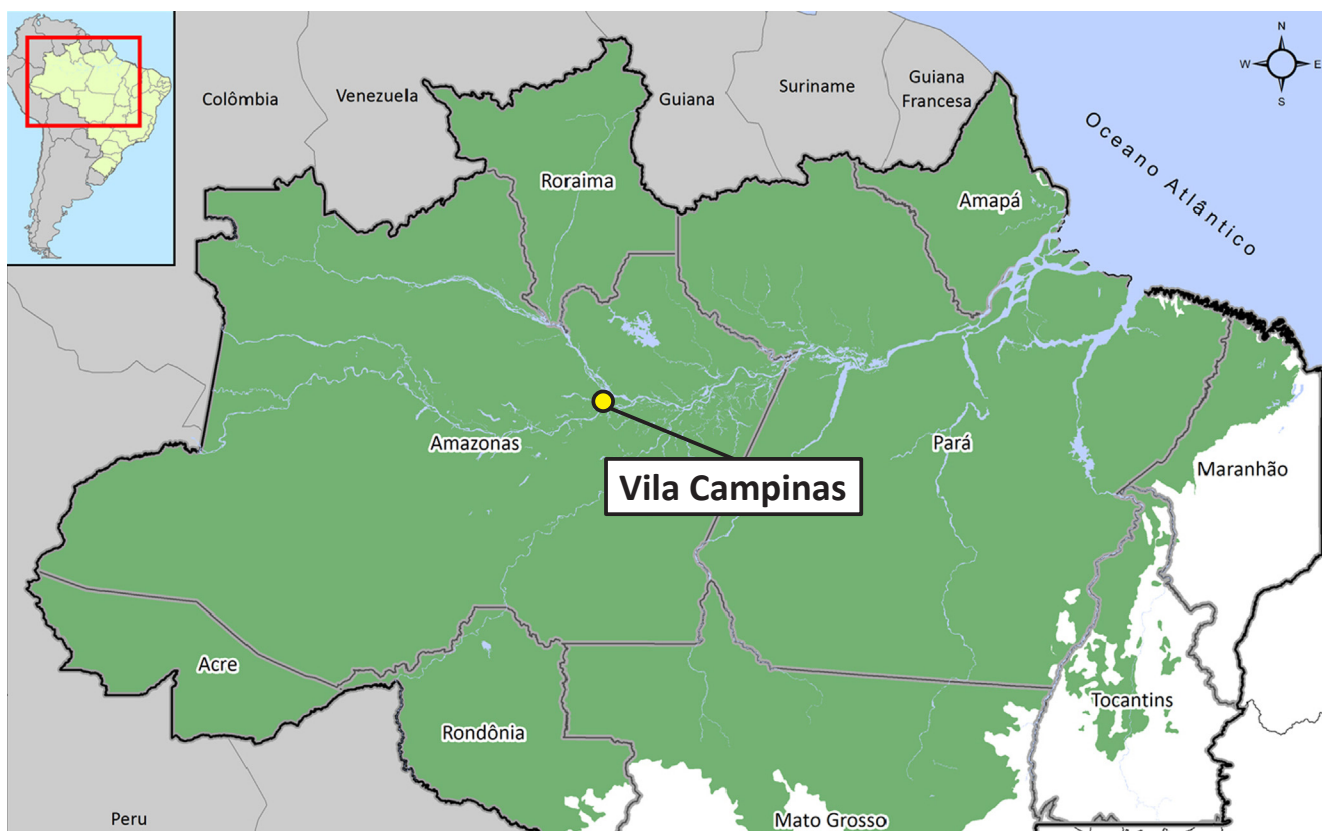 N
W
E
S
Colômbia
Venezuela
Guiana
Suriname
Guiana
Francesa
Oceano Atlântico
Roraima
Amapá
Amazonas
Pará
Maranhão
Vila Campinas
Acre
Rondônia
Tocantins
Peru
Mato Grosso